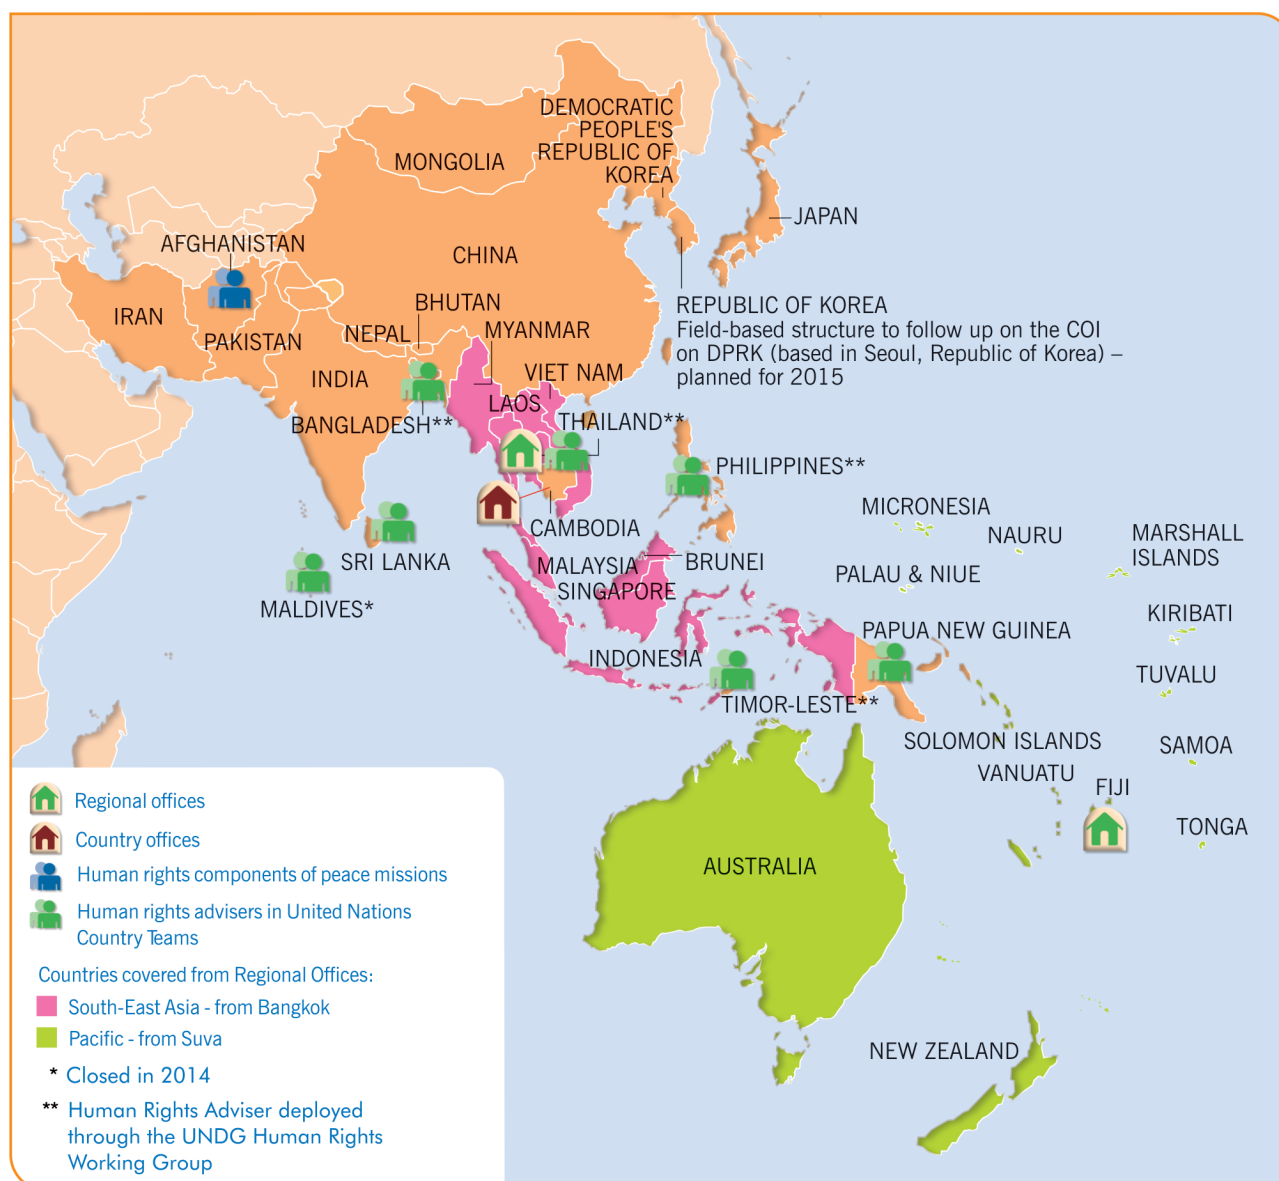 DEMOCRATIC
PEOPLE'S
REPUBLIC OF
KOREA
MONGOLIA
JAPAN
AFGHANISTAN
CHINA
IRAN
BHUTAN
REPUBLIC OF KOREA
Field-based structure to follow up on the COI
on DPRK (based in Seoul, Republic of Korea) –
planned for 2015
NEPAL
MYANMAR
PAKISTAN
INDIA
VIET NAM
LAOS
BANGLADESH**
THAILAND**
PHILIPPINES**
MICRONESIA
NAURU
MARSHALL
ISLANDS
CAMBODIA
SRI LANKA
MALAYSIA
BRUNEI
PALAU & NIUE
SINGAPORE
MALDIVES*
KIRIBATI
PAPUA NEW GUINEA
INDONESIA
TUVALU
TIMOR-LESTE**
SOLOMON ISLANDS
SAMOA
VANUATU
FIJI
TONGA
AUSTRALIA
NEW ZEALAND
Regional offices
Country offices
Human rights components of peace missions
Human rights advisers in United Nations
Country Teams
Countries covered from Regional Offices:
South-East Asia - from Bangkok
Pacific - from Suva
* Closed in 2014
** Human Rights Adviser deployed
through the UNDG Human Rights
Working Group